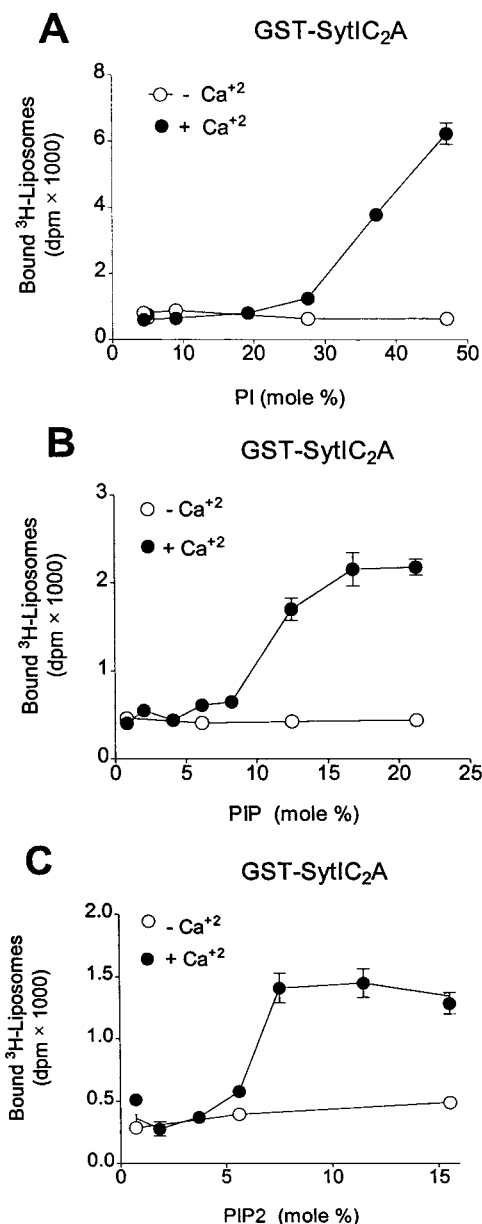 A
GST-SytIC₂A
- Ca⁺²
+ Ca⁺²
Bound ³H-Liposomes
(dpm × 1000)
8
6
4
2
0
0 10 20 30 40 50
PI (mole %)
B
GST-SytIC₂A
- Ca⁺²
+ Ca⁺²
Bound ³H-Liposomes
(dpm × 1000)
3
2
1
0
0 5 10 15 20 25
PIP (mole %)
C
GST-SytIC₂A
- Ca⁺²
+ Ca⁺²
Bound ³H-Liposomes
(dpm × 1000)
2.0
1.5
1.0
0.5
0.0
0 5 10 15
PIP2 (mole %)